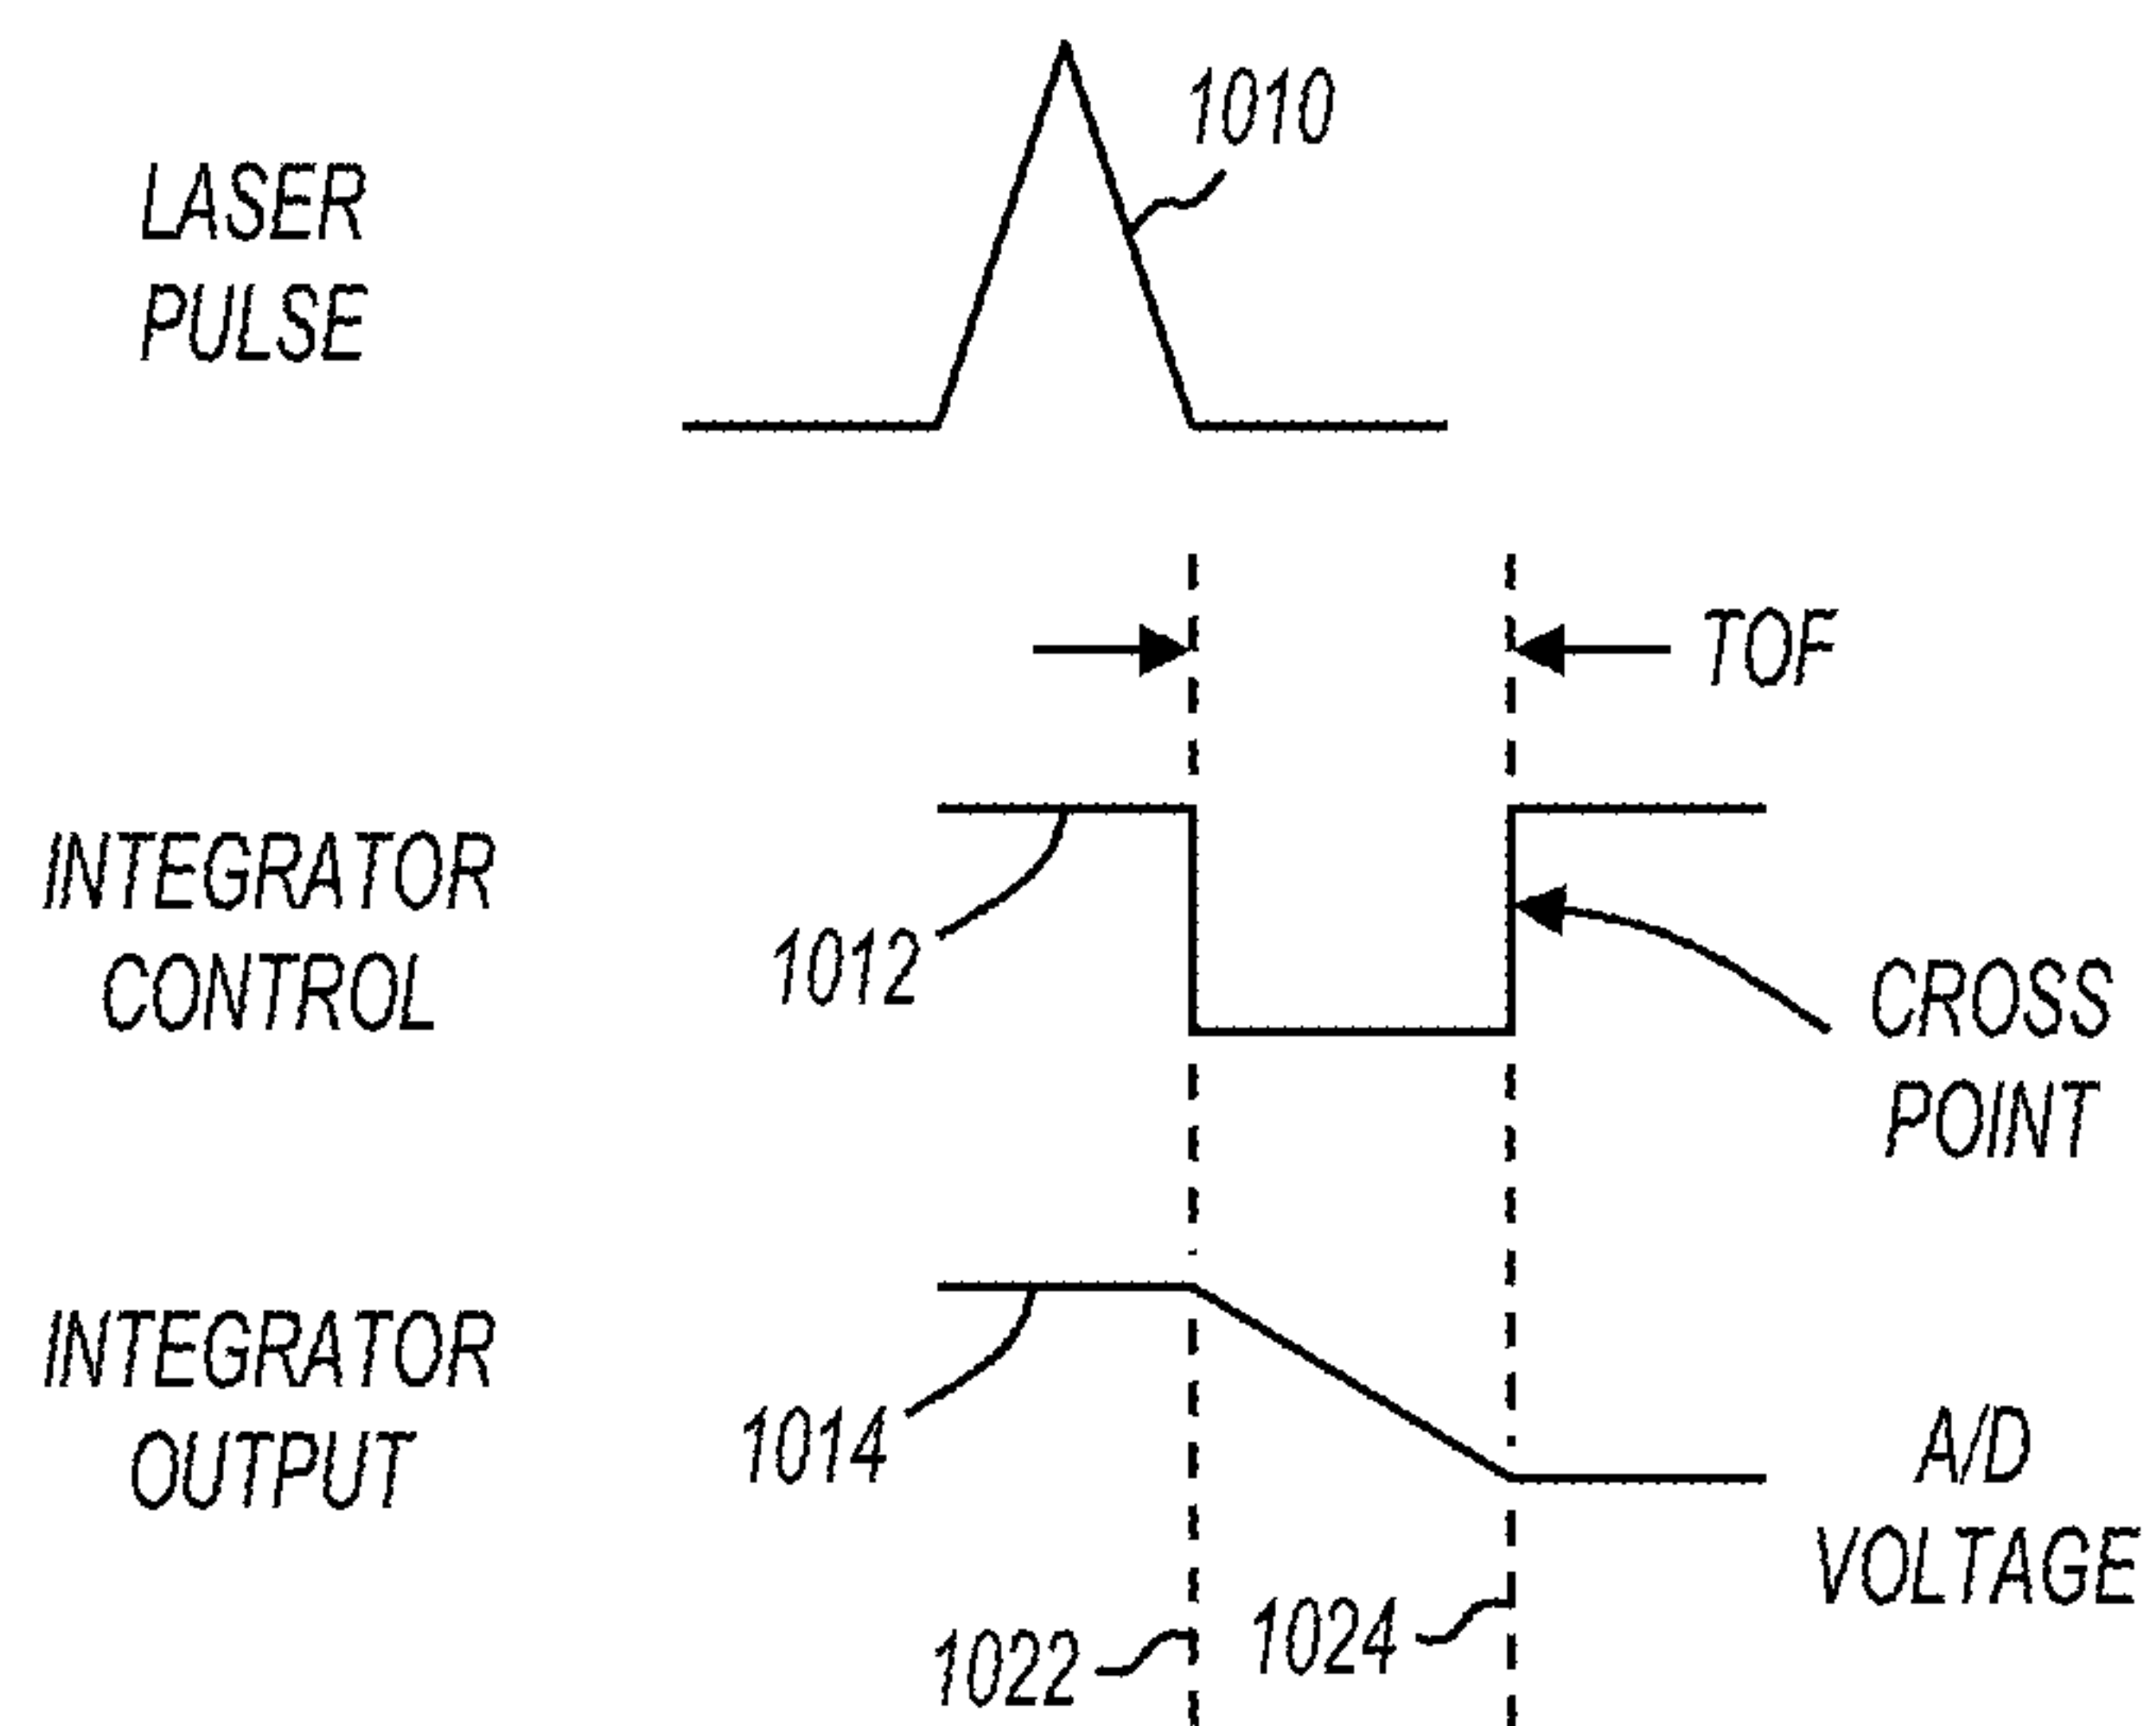 1010
LASER
PULSE
TOF
INTEGRATOR
CONTROL
1012
CROSS
POINT
INTEGRATOR
OUTPUT
1014
A/D
VOLTAGE
1022
1024